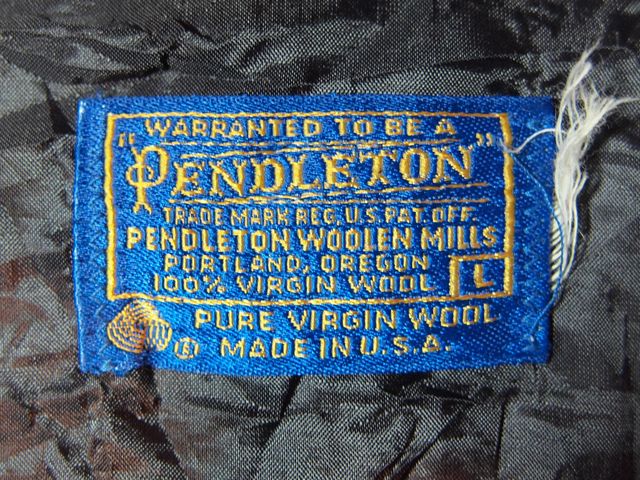 WARRANTED TO BE A
"PENDLETON"
TRADE MARK REG. U.S. PAT. OFF.
PENDLETON WOOLEN MILLS
PORTLAND, OREGON
100% VIRGIN WOOL L
PURE VIRGIN WOOL
® MADE IN U.S.A.